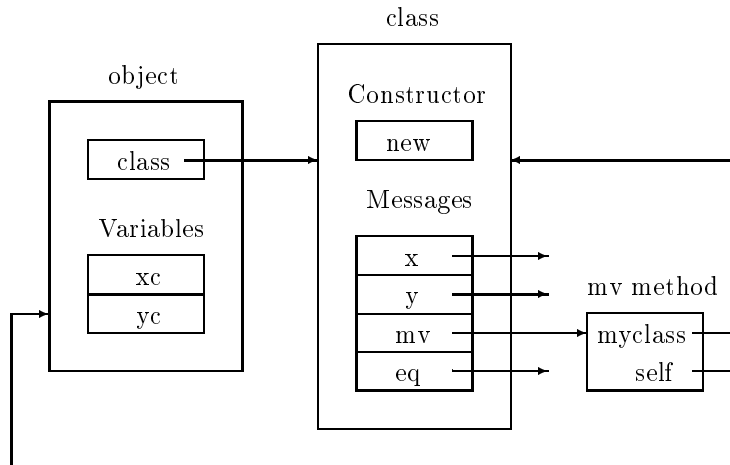 class
object
Constructor
class
new
Messages
Variables
x
xc
y
mv method
yc
mv
myclass
eq
self